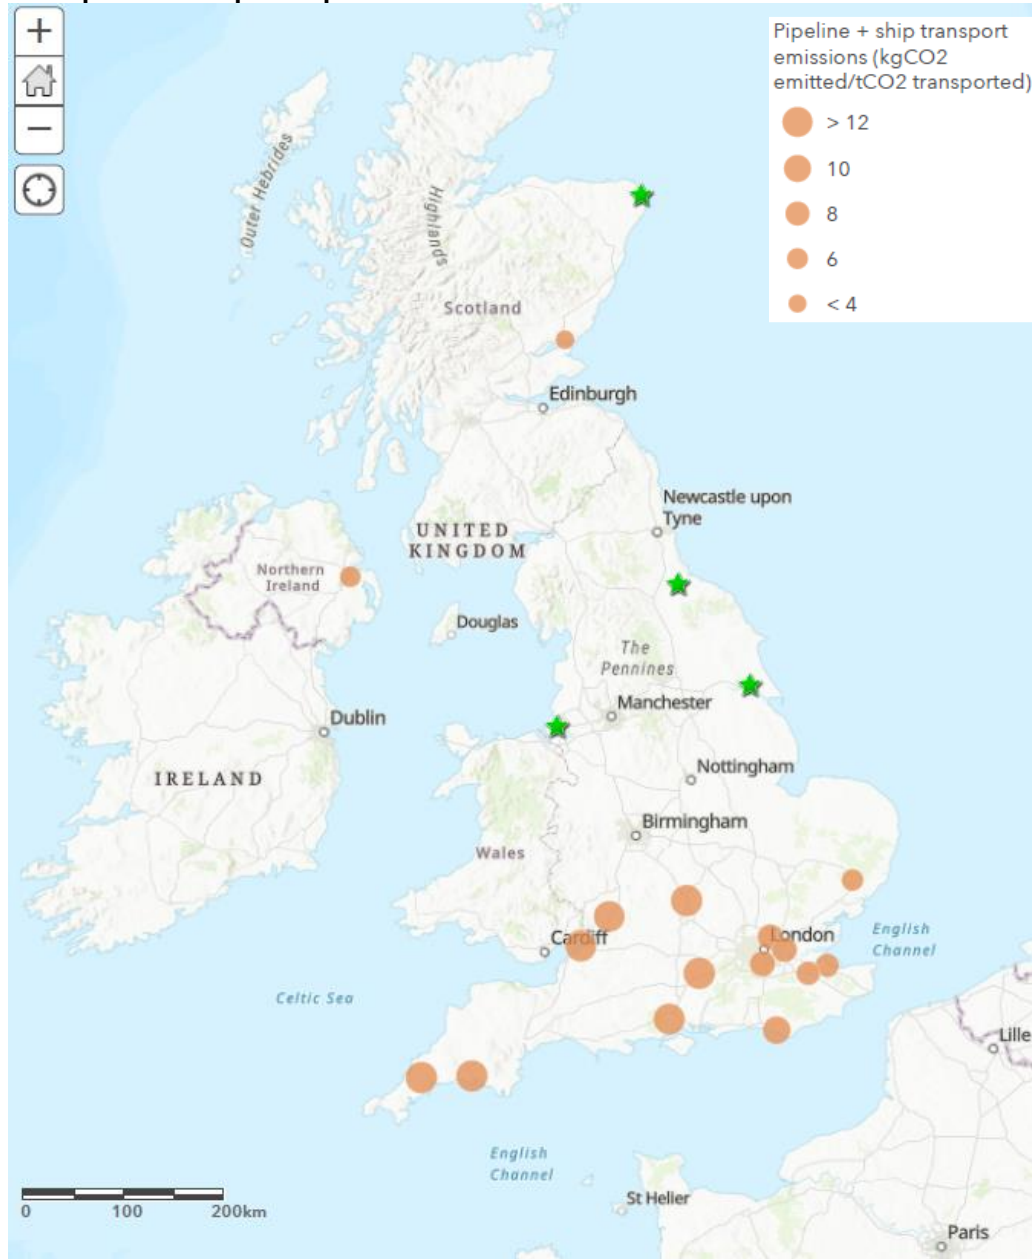 +
−
Pipeline + ship transport
emissions (kgCO2
emitted/tCO2 transported)
> 12
10
8
6
< 4
Outer Hebrides
Highlands
Scotland
Edinburgh
Newcastle upon
Tyne
UNITED
KINGDOM
Northern
Ireland
Douglas
The
Pennines
Manchester
Dublin
IRELAND
Nottingham
Birmingham
Wales
Cardiff
London
English
Channel
Celtic Sea
Lille
English
Channel
St Helier
Paris
0 100 200km